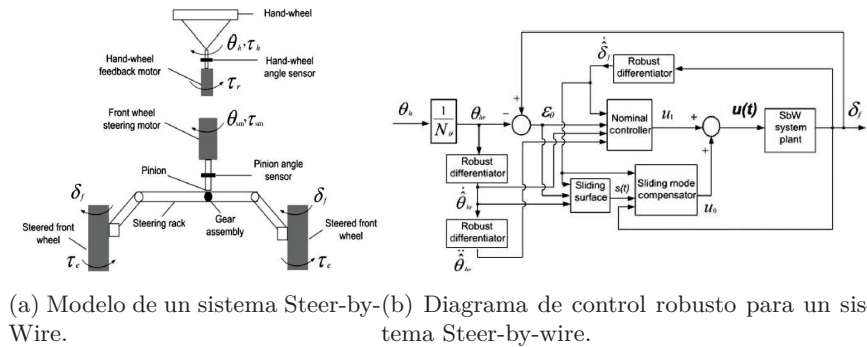 Hand-wheel
θh,τh
Hand-wheel
feedback motor
Hand-wheel
angle sensor
τr
Front wheel
steering motor
θsm,τsm
Pinion
Pinion angle
sensor
δf
δf
Steering rack
Gear
assembly
Steered front
wheel
Steered front
wheel
τe
τe
θh
1
Nθ
θhr
+
−
εθ
δ̂̇f
Robust
differentiator
Nominal
controller
u1
+
+
u(t)
SbW
system
plant
δf
Robust
differentiator
θ̂̇hr
Sliding
surface
s(t)
Sliding mode
compensator
u0
Robust
differentiator
θ̂̈hr
(a) Modelo de un sistema Steer-by-
Wire.
(b) Diagrama de control robusto para un sis-
tema Steer-by-wire.